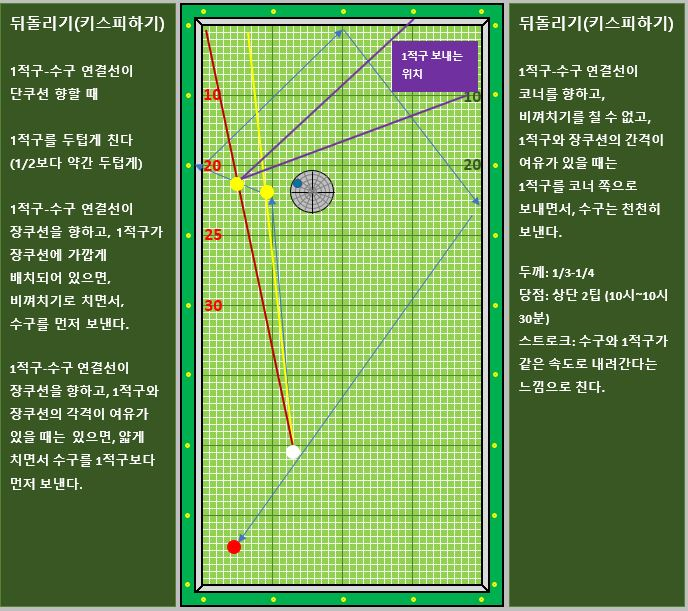 뒤돌리기(키스피하기)
1적구-수구 연결선이
단쿠션 향할 때
1적구를 두텁게 친다
(1/2보다 약간 두텁게)
1적구-수구 연결선이
장쿠션을 향하고, 1적구가
장쿠션에 가깝게
배치되어 있으면,
비껴치기로 치면서,
수구를 먼저 보낸다.
1적구-수구 연결선이
장쿠션을 향하고, 1적구와
장쿠션의 각격이 여유가
있을 때는 있으면, 얇게
치면서 수구를 1적구보다
먼저 보낸다.
1적구 보내는
위치
10
10
20
20
25
30
뒤돌리기(키스피하기)
1적구-수구 연결선이
코너를 향하고,
비껴치기를 칠 수 없고,
1적구와 장쿠션의 간격이
여유가 있을 때는
1적구를 코너 쪽으로
보내면서, 수구는 천천히
보낸다.
두께: 1/3-1/4
당점: 상단 2팁 (10시~10시
30분)
스트로크: 수구와 1적구가
같은 속도로 내려간다는
느낌으로 친다.